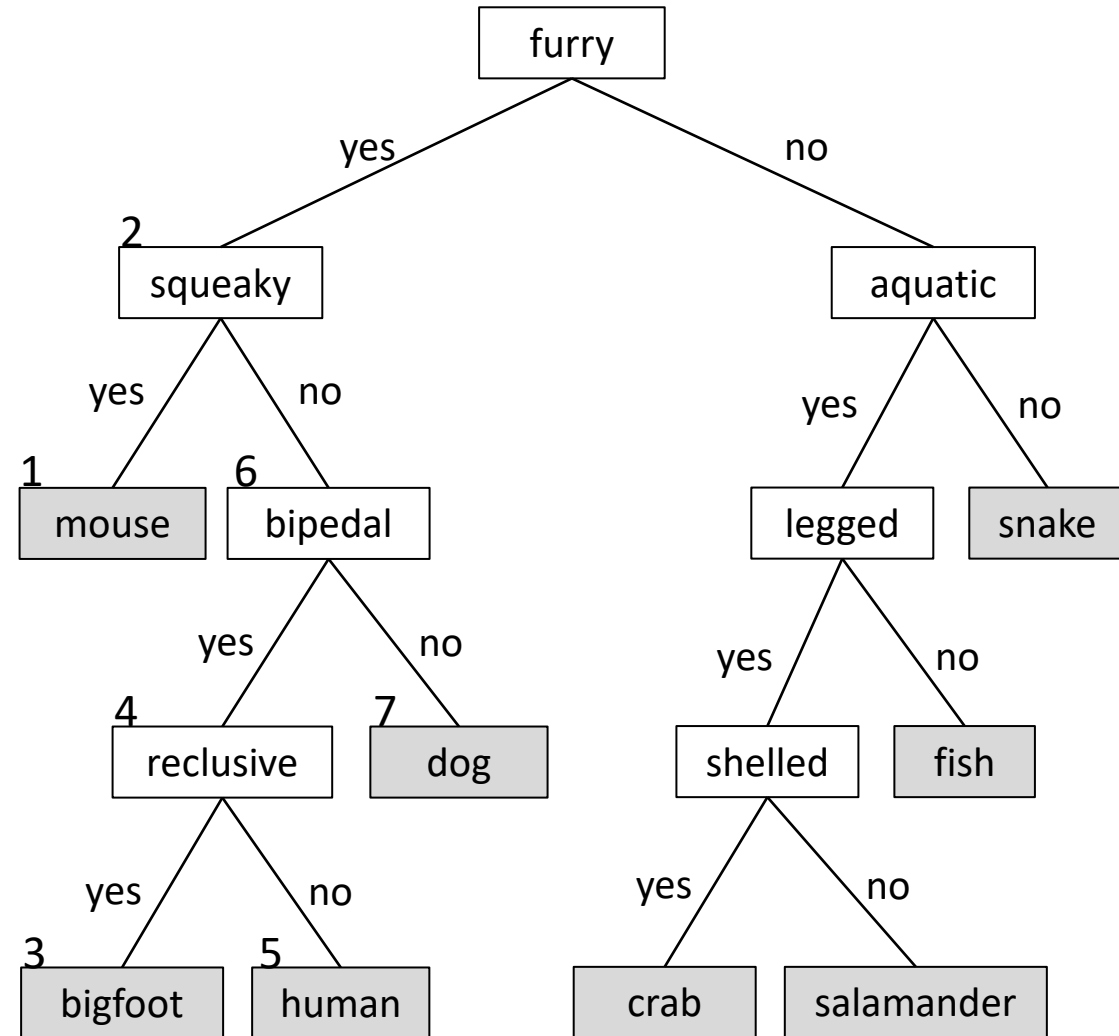 furry
yes no
2
squeaky aquatic
yes no yes no
1 6
mouse bipedal legged snake
yes no yes no
4 7
reclusive dog shelled fish
yes no yes no
3 5
bigfoot human crab salamander